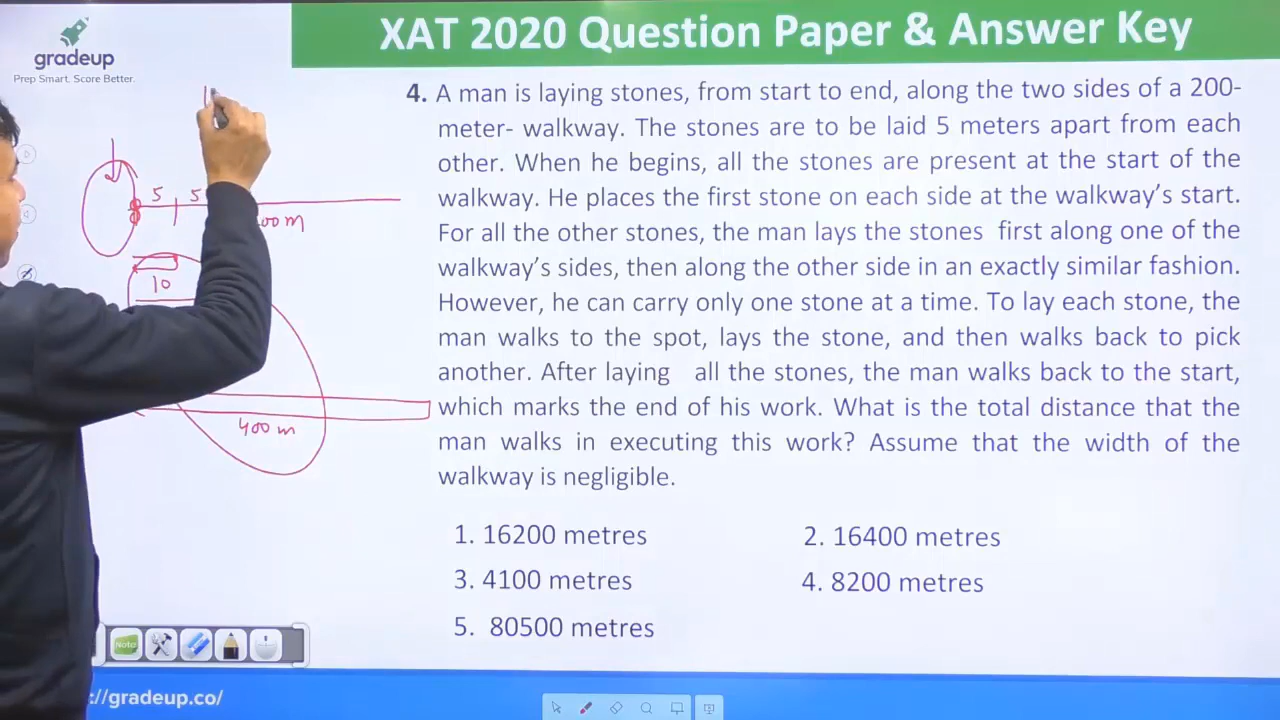 gradeup
Prep Smart. Score Better.
XAT 2020 Question Paper & Answer Key
4. A man is laying stones, from start to end, along the two sides of a 200-
meter- walkway. The stones are to be laid 5 meters apart from each
other. When he begins, all the stones are present at the start of the
walkway. He places the first stone on each side at the walkway's start.
For all the other stones, the man lays the stones first along one of the
walkway's sides, then along the other side in an exactly similar fashion.
However, he can carry only one stone at a time. To lay each stone, the
man walks to the spot, lays the stone, and then walks back to pick
another. After laying all the stones, the man walks back to the start,
which marks the end of his work. What is the total distance that the
man walks in executing this work? Assume that the width of the
walkway is negligible.
1. 16200 metres
2. 16400 metres
3. 4100 metres
4. 8200 metres
5. 80500 metres
5 5
00m
10
400 m
Note
://gradeup.co/